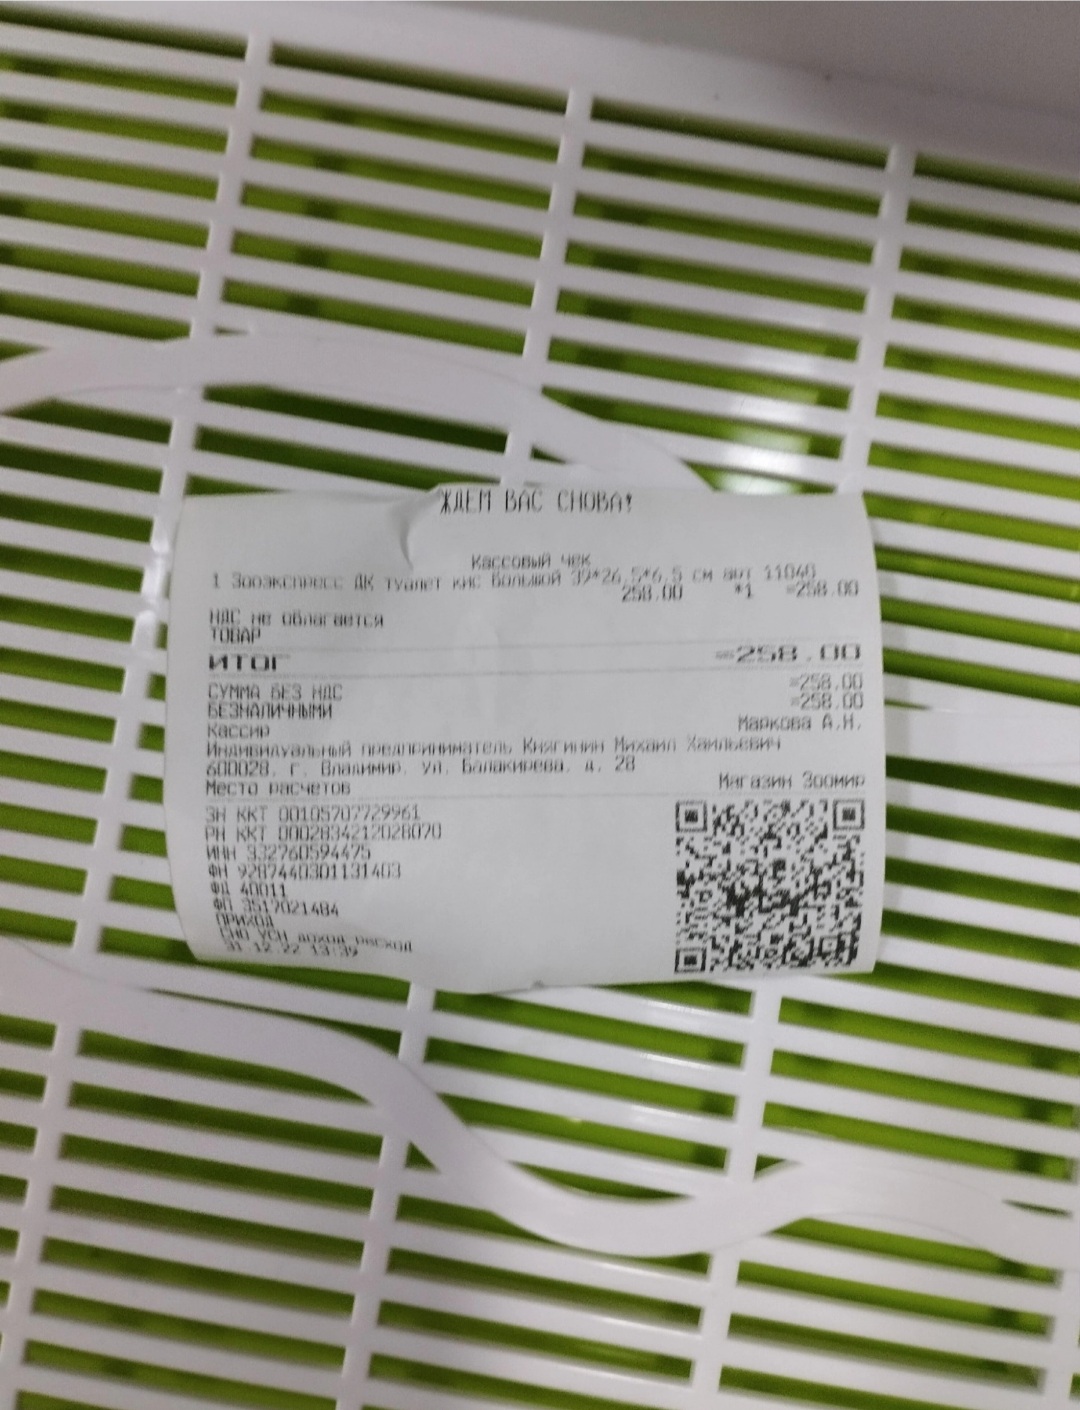 ЖДЕМ ВАС СНОВА!
Кассовый чек
1 Зооэкспресс ДК туалет кис большой 39*26,5*6,5 см арт 11040
258.00 *1 =258.00
НДС не облагается
ТОВАР
ИТОГ =258.00
СУММА БЕЗ НДС =258.00
БЕЗНАЛИЧНЫМИ =258.00
Кассир Маркова А.Н.
Индивидуальный предприниматель Княгинин Михаил Хаильевич
600028, г. Владимир, ул. Балакирева, д. 28
Место расчетов Магазин Зоомир
ЗН ККТ 00105707729961
РН ККТ 0002834212028070
ИНН 332760594475
ФН 9287440301131403
ФД 40011
ФП 3517021484
ПРИХОД
СНО УСН доход-расход
31.12.22 13:39